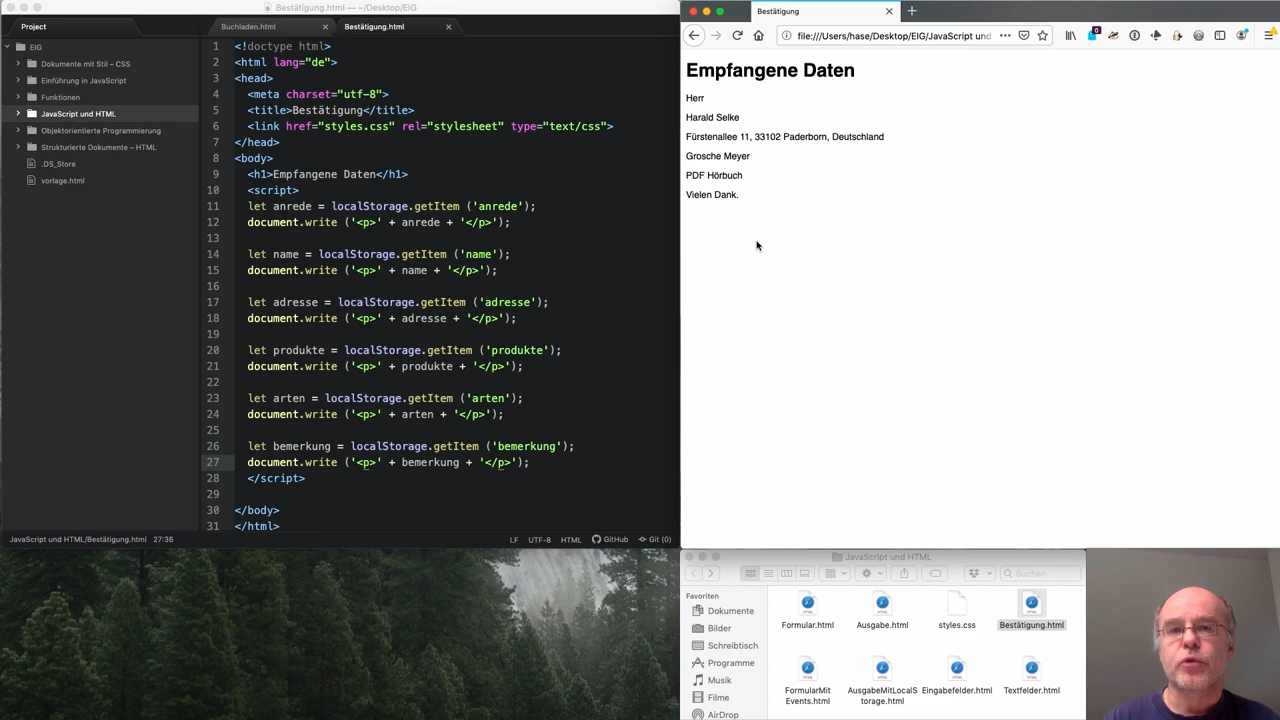 Bestätigung.html — ~/Desktop/EIG
Project
Buchladen.html
Bestätigung.html
EIG
Dokumente mit Stil – CSS
Einführung in JavaScript
Funktionen
JavaScript und HTML
Objektorientierte Programmierung
Strukturierte Dokumente – HTML
.DS_Store
vorlage.html
1 <!doctype html>
2 <html lang="de">
3 <head>
4 <meta charset="utf-8">
5 <title>Bestätigung</title>
6 <link href="styles.css" rel="stylesheet" type="text/css">
7 </head>
8 <body>
9 <h1>Empfangene Daten</h1>
10 <script>
11 let anrede = localStorage.getItem ('anrede');
12 document.write ('<p>' + anrede + '</p>');
13
14 let name = localStorage.getItem ('name');
15 document.write ('<p>' + name + '</p>');
16
17 let adresse = localStorage.getItem ('adresse');
18 document.write ('<p>' + adresse + '</p>');
19
20 let produkte = localStorage.getItem ('produkte');
21 document.write ('<p>' + produkte + '</p>');
22
23 let arten = localStorage.getItem ('arten');
24 document.write ('<p>' + arten + '</p>');
25
26 let bemerkung = localStorage.getItem ('bemerkung');
27 document.write ('<p>' + bemerkung + '</p>');
28 </script>
29
30 </body>
31 </html>
JavaScript und HTML/Bestätigung.html 27:36
LF UTF-8 HTML GitHub Git (0)
Bestätigung
file:///Users/hase/Desktop/EIG/JavaScript und
0
Empfangene Daten
Herr
Harald Selke
Fürstenallee 11, 33102 Paderborn, Deutschland
Grosche Meyer
PDF Hörbuch
Vielen Dank.
JavaScript und HTML
Suchen
Favoriten
Dokumente
Bilder
Schreibtisch
Programme
Musik
Filme
AirDrop
Formular.html
Ausgabe.html
styles.css
Bestätigung.html
FormularMit
Events.html
AusgabeMitLocalS
torage.html
Eingabefelder.html
Textfelder.html